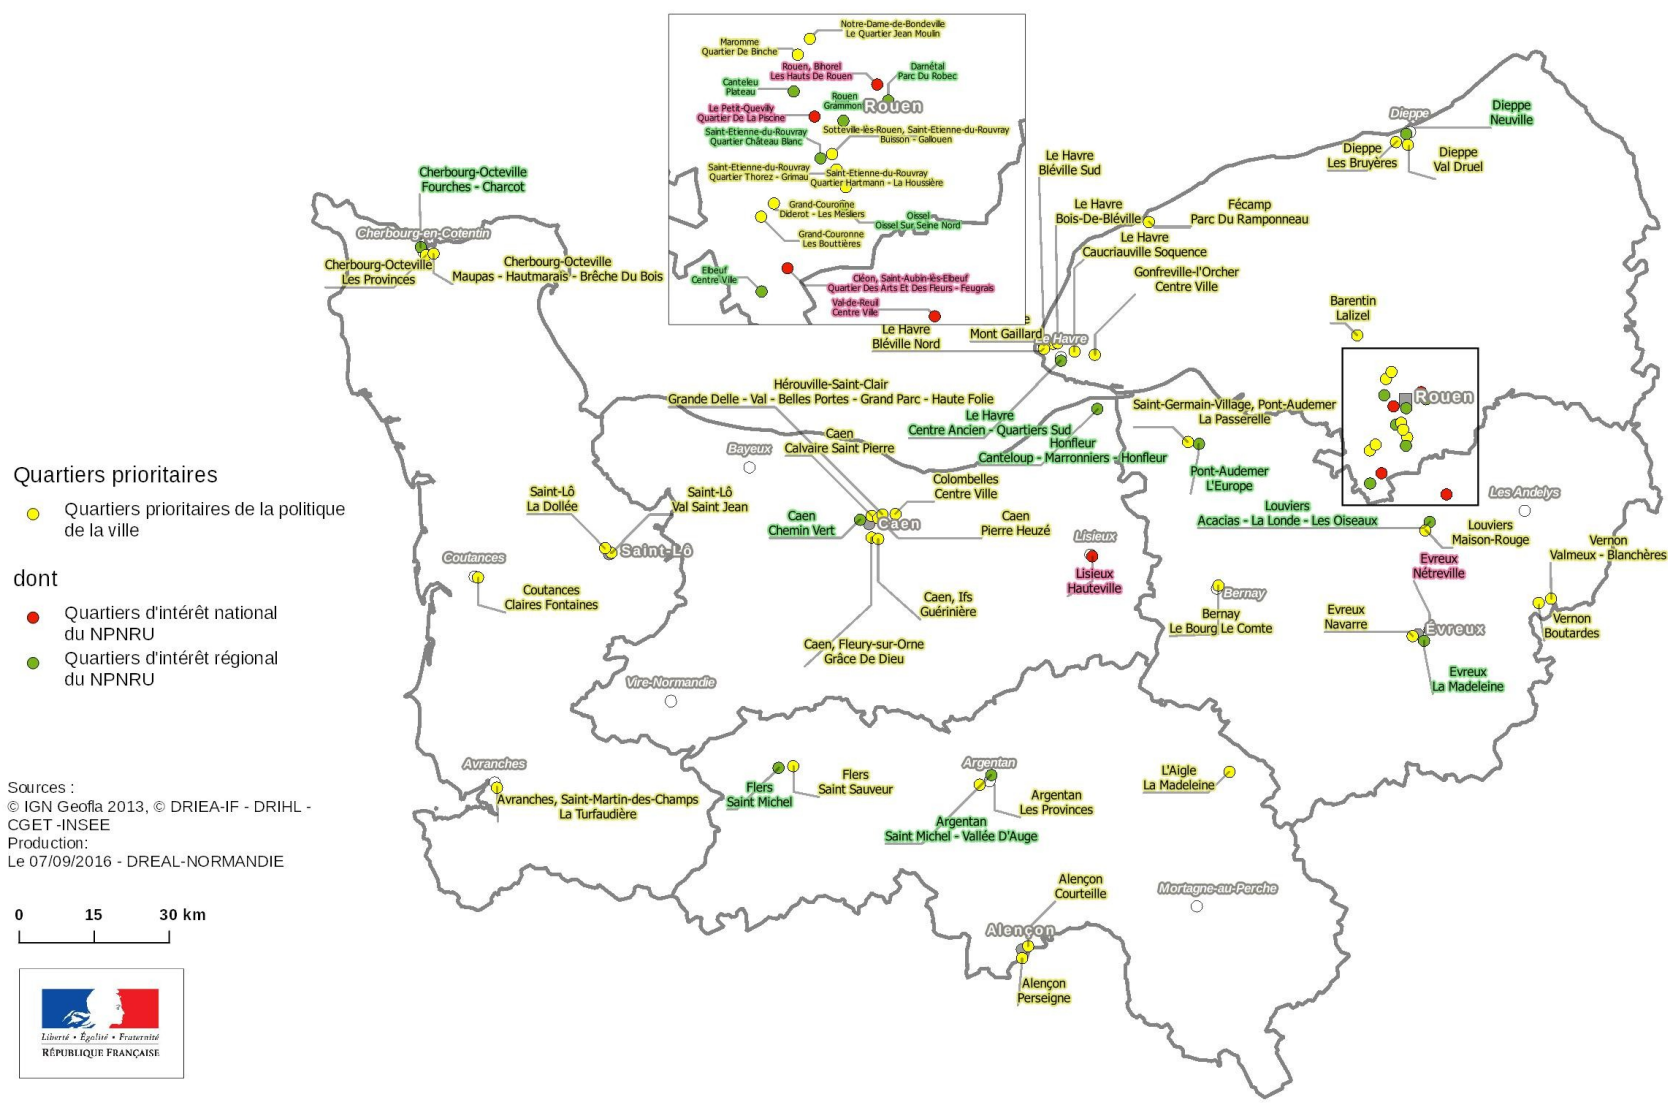 Notre-Dame-de-Bondeville
Le Quartier Jean Moulin
Maromme
Quartier De Binche
Rouen, Bihorel
Les Hauts De Rouen
Darnétal
Parc Du Robec
Canteleu
Plateau
Rouen
Grammont
Rouen
Le Petit-Quevilly
Quartier De La Piscine
Saint-Etienne-du-Rouvray
Quartier Château Blanc
Sotteville-lès-Rouen, Saint-Etienne-du-Rouvray
Buisson - Gallouen
Saint-Etienne-du-Rouvray
Quartier Thorez - Grimau
Saint-Etienne-du-Rouvray
Quartier Hartmann - La Houssière
Grand-Couronne
Diderot - Les Mesliers
Oissel
Oissel Sur Seine Nord
Grand-Couronne
Les Bouttières
Elbeuf
Centre Ville
Cléon, Saint-Aubin-lès-Elbeuf
Quartier Des Arts Et Des Fleurs - Feugrais
Val-de-Reuil
Centre Ville
Dieppe
Dieppe
Neuville
Dieppe
Les Bruyères
Dieppe
Val Druel
Le Havre
Bléville Sud
Le Havre
Bois-De-Bléville
Fécamp
Parc Du Ramponneau
Le Havre
Caucriauville Soquence
Gonfreville-l'Orcher
Centre Ville
Cherbourg-Octeville
Fourches - Charcot
Cherbourg-en-Cotentin
Cherbourg-Octeville
Les Provinces
Cherbourg-Octeville
Maupas - Hautmarais - Brêche Du Bois
Barentin
Lalizel
Le Havre
Bléville Nord
e
Mont Gaillard
Le Havre
Hérouville-Saint-Clair
Grande Delle - Val - Belles Portes - Grand Parc - Haute Folie
Rouen
Le Havre
Centre Ancien - Quartiers Sud
Saint-Germain-Village, Pont-Audemer
La Passerelle
Caen
Calvaire Saint Pierre
Bayeux
Honfleur
Canteloup - Marronniers - Honfleur
Pont-Audemer
L'Europe
Colombelles
Centre Ville
Saint-Lô
La Dollée
Saint-Lô
Val Saint Jean
Les Andelys
Caen
Chemin Vert
Caen
Caen
Pierre Heuzé
Louviers
Acacias - La Londe - Les Oiseaux
Louviers
Maison-Rouge
Lisieux
Lisieux
Hauteville
Vernon
Valmeux - Blanchères
Saint-Lô
Coutances
Coutances
Claires Fontaines
Evreux
Nétreville
Caen, Ifs
Guérinière
Bernay
Bernay
Le Bourg Le Comte
Evreux
Navarre
Évreux
Vernon
Boutardes
Caen, Fleury-sur-Orne
Grâce De Dieu
Evreux
La Madeleine
Vire-Normandie
Avranches
Avranches, Saint-Martin-des-Champs
La Turfaudière
Flers
Saint Michel
Flers
Saint Sauveur
Argentan
Argentan
Les Provinces
Argentan
Saint Michel - Vallée D'Auge
L'Aigle
La Madeleine
Alençon
Courteille
Mortagne-au-Perche
Alençon
Alençon
Perseigne
Quartiers prioritaires
Quartiers prioritaires de la politique
de la ville
dont
Quartiers d'intérêt national
du NPNRU
Quartiers d'intérêt régional
du NPNRU
Sources :
© IGN Geofla 2013, © DRIEA-IF - DRIHL -
CGET -INSEE
Production:
Le 07/09/2016 - DREAL-NORMANDIE
0 15 30 km
Liberté • Égalité • Fraternité
RÉPUBLIQUE FRANÇAISE